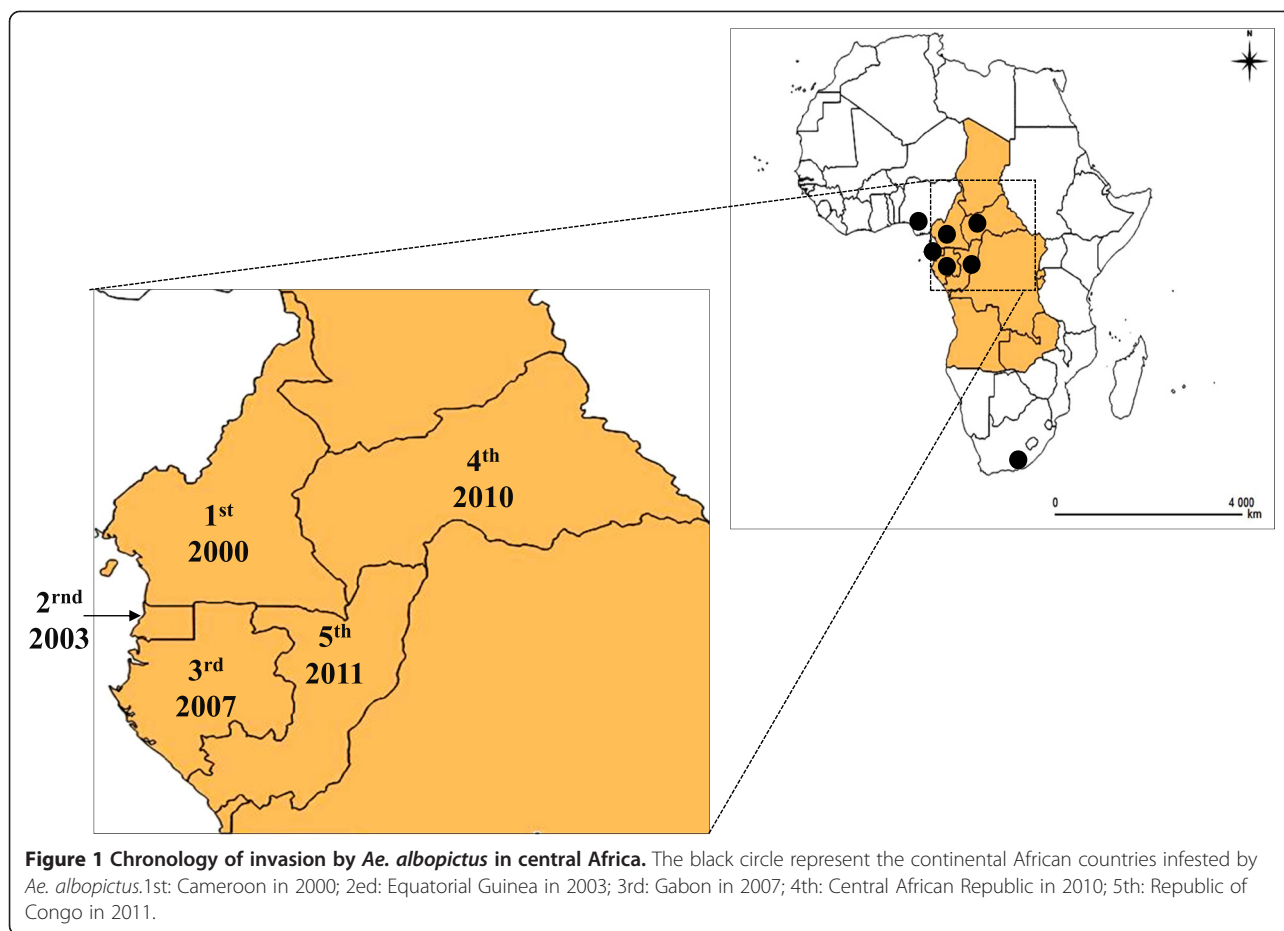 N
0 4 000
km
4th
2010
1st
2000
2rnd
2003
5th
2011
3rd
2007
Figure 1 Chronology of invasion by Ae. albopictus in central Africa. The black circle represent the continental African countries infested by
Ae. albopictus.1st: Cameroon in 2000; 2ed: Equatorial Guinea in 2003; 3rd: Gabon in 2007; 4th: Central African Republic in 2010; 5th: Republic of
Congo in 2011.